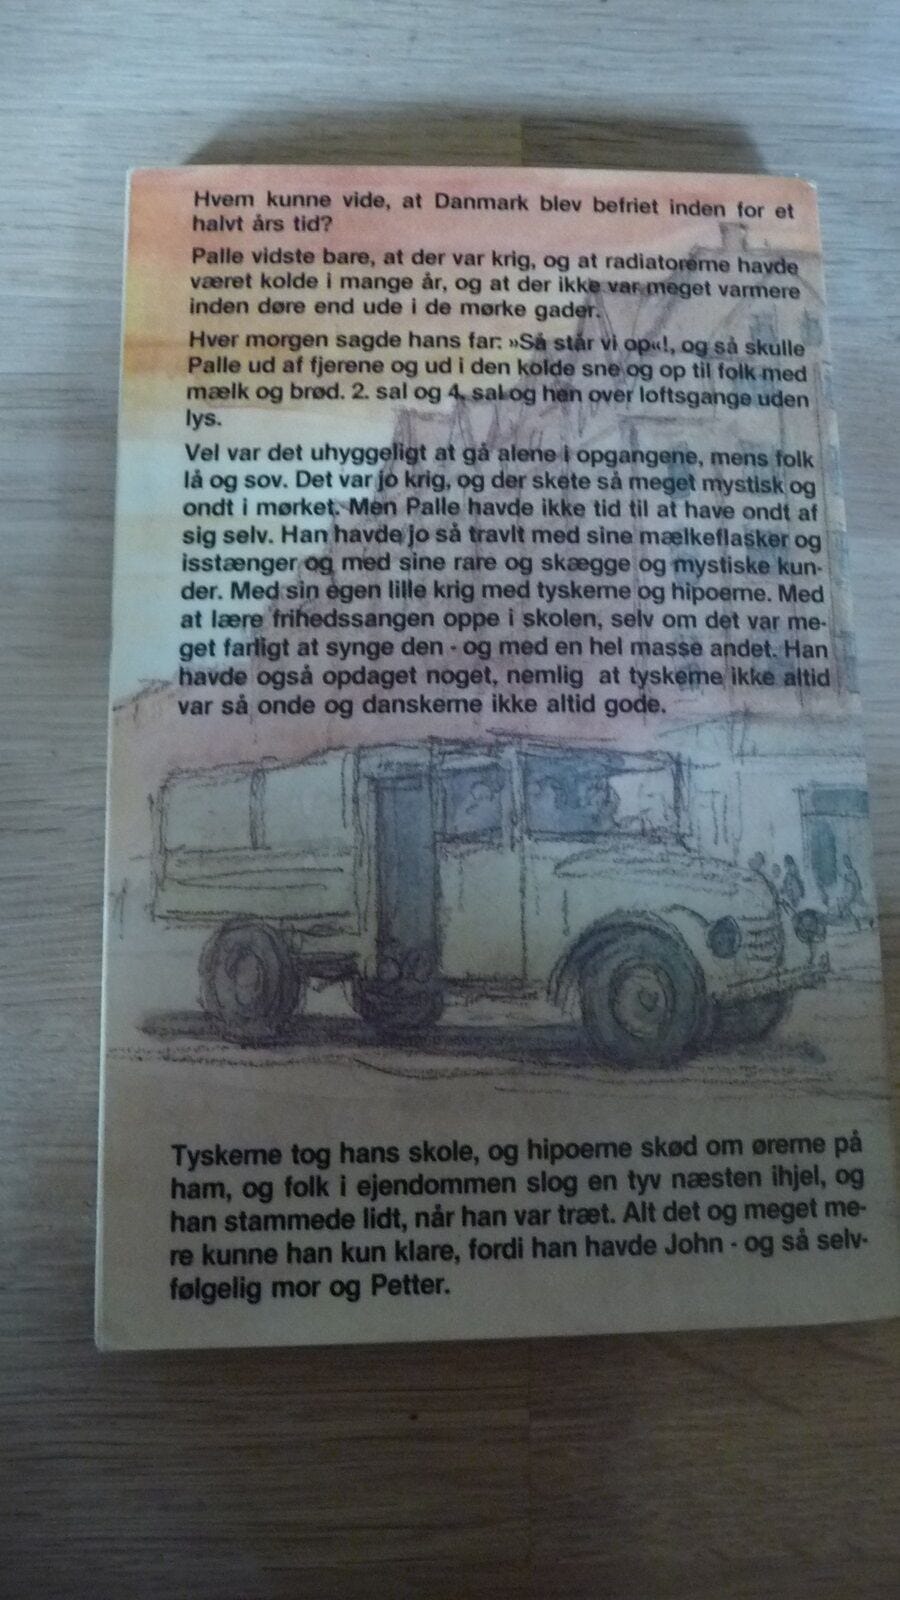 Hvem kunne vide, at Danmark blev befriet inden for et
halvt års tid?
Palle vidste bare, at der var krig, og at radiatorerne havde
været kolde i mange år, og at der ikke var meget varmere
inden døre end ude i de mørke gader.
Hver morgen sagde hans far: »Så står vi op«!, og så skulle
Palle ud af fjerene og ud i den kolde sne og op til folk med
mælk og brød. 2. sal og 4. sal og hen over loftsgange uden
lys.
Vel var det uhyggeligt at gå alene i opgangene, mens folk
lå og sov. Det var jo krig, og der skete så meget mystisk og
ondt i mørket. Men Palle havde ikke tid til at have ondt af
sig selv. Han havde jo så travlt med sine mælkeflasker og
isstænger og med sine rare og skægge og mystiske kun-
der. Med sin egen lille krig med tyskerne og hipoerne. Med
at lære frihedssangen oppe i skolen, selv om det var me-
get farligt at synge den - og med en hel masse andet. Han
havde også opdaget noget, nemlig at tyskerne ikke altid
var så onde og danskerne ikke altid gode.
Tyskerne tog hans skole, og hipoerne skød om ørerne på
ham, og folk i ejendommen slog en tyv næsten ihjel, og
han stammede lidt, når han var træt. Alt det og meget me-
re kunne han kun klare, fordi han havde John - og så selv-
følgelig mor og Petter.